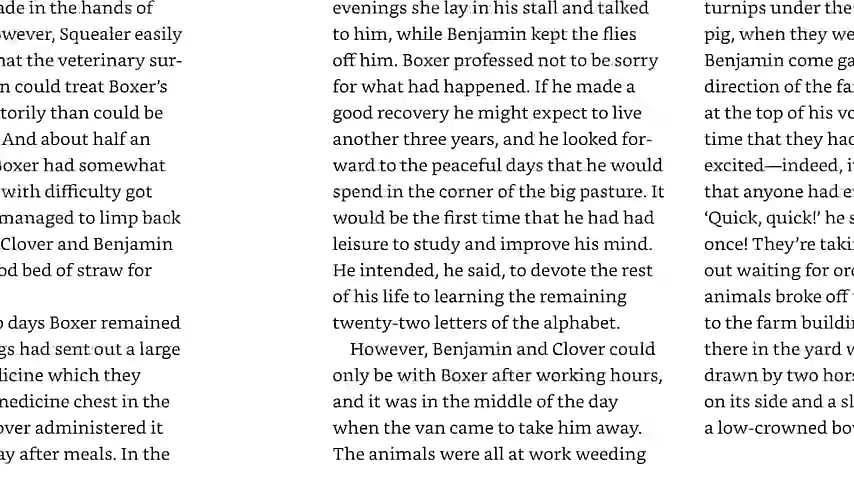 ade in the hands of
wever, Squealer easily
hat the veterinary sur-
n could treat Boxer's
torily than could be
And about half an
Boxer had somewhat
with difficulty got
managed to limp back
Clover and Benjamin
od bed of straw for
o days Boxer remained
gs had sent out a large
dicine which they
medicine chest in the
over administered it
ay after meals. In the
evenings she lay in his stall and talked
to him, while Benjamin kept the flies
off him. Boxer professed not to be sorry
for what had happened. If he made a
good recovery he might expect to live
another three years, and he looked for-
ward to the peaceful days that he would
spend in the corner of the big pasture. It
would be the first time that he had had
leisure to study and improve his mind.
He intended, he said, to devote the rest
of his life to learning the remaining
twenty-two letters of the alphabet.
However, Benjamin and Clover could
only be with Boxer after working hours,
and it was in the middle of the day
when the van came to take him away.
The animals were all at work weeding
turnips under the
pig, when they we
Benjamin come ga
direction of the fa
at the top of his vo
time that they had
excited—indeed, i
that anyone had e
‘Quick, quick!’ he s
once! They're taki
out waiting for ord
animals broke off
to the farm buildin
there in the yard w
drawn by two hors
on its side and a sl
a low-crowned bo